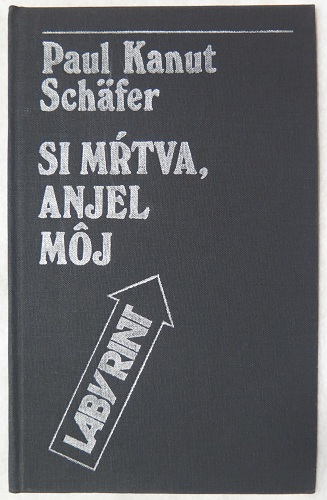 Paul Kanut
Schäfer
SI MŔTVA,
ANJEL
MÔJ
LABYRINT